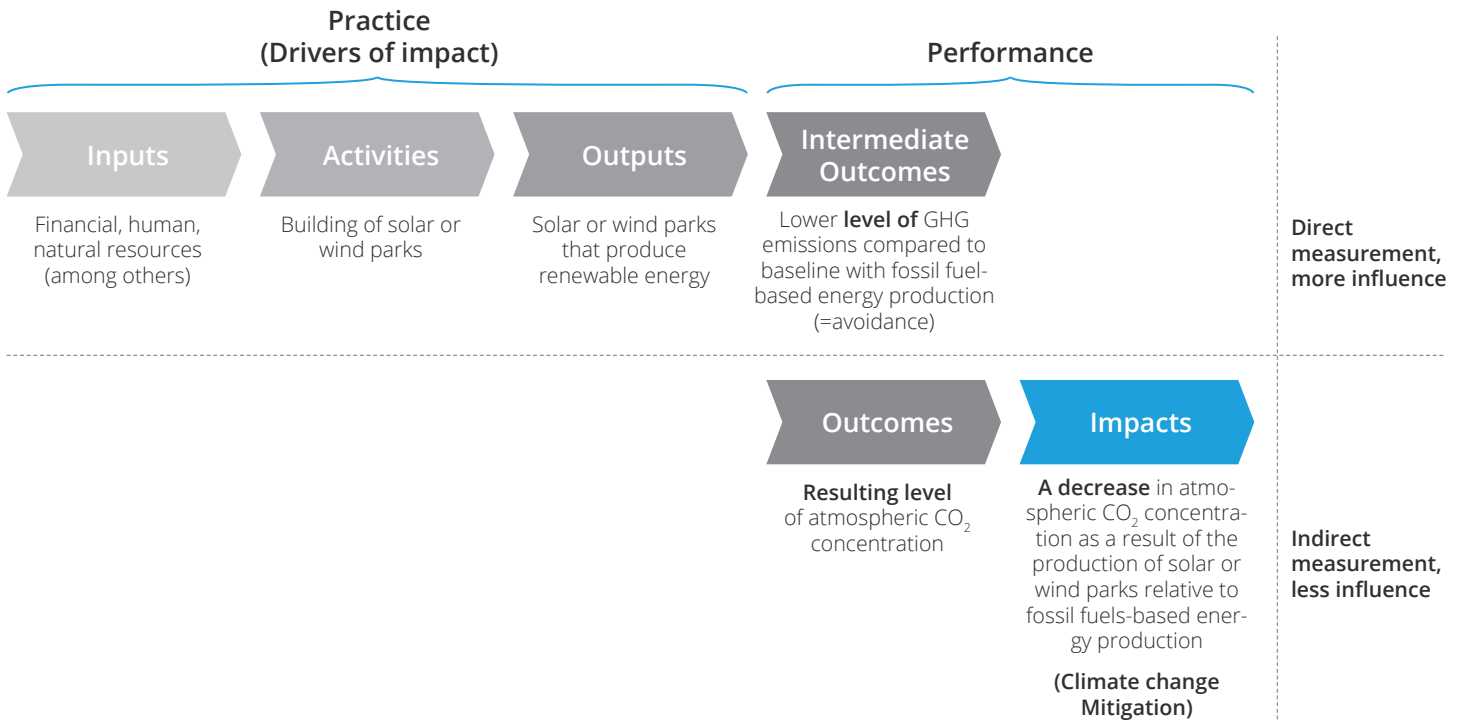 Practice
(Drivers of impact)
Performance
Inputs
Activities
Outputs
Intermediate
Outcomes
Financial, human,
natural resources
(among others)
Building of solar or
wind parks
Solar or wind parks
that produce
renewable energy
Lower level of GHG
emissions compared to
baseline with fossil fuel-
based energy production
(=avoidance)
Direct
measurement,
more influence
Outcomes
Impacts
Resulting level
of atmospheric CO₂
concentration
A decrease in atmo-
spheric CO₂ concentra-
tion as a result of the
production of solar or
wind parks relative to
fossil fuels-based ener-
gy production
(Climate change
Mitigation)
Indirect
measurement,
less influence